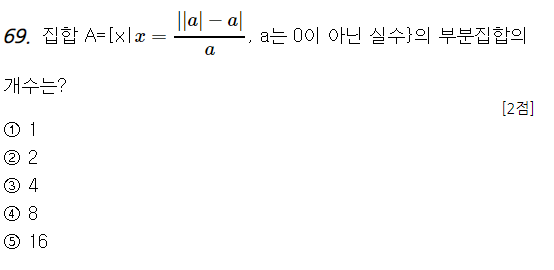 69. 집합 A=[x|x = \frac{||a| - a|}{a}, a는 0이 아닌 실수}의 부분집합의
개수는?
[2점]
① 1
② 2
③ 4
④ 8
⑤ 16